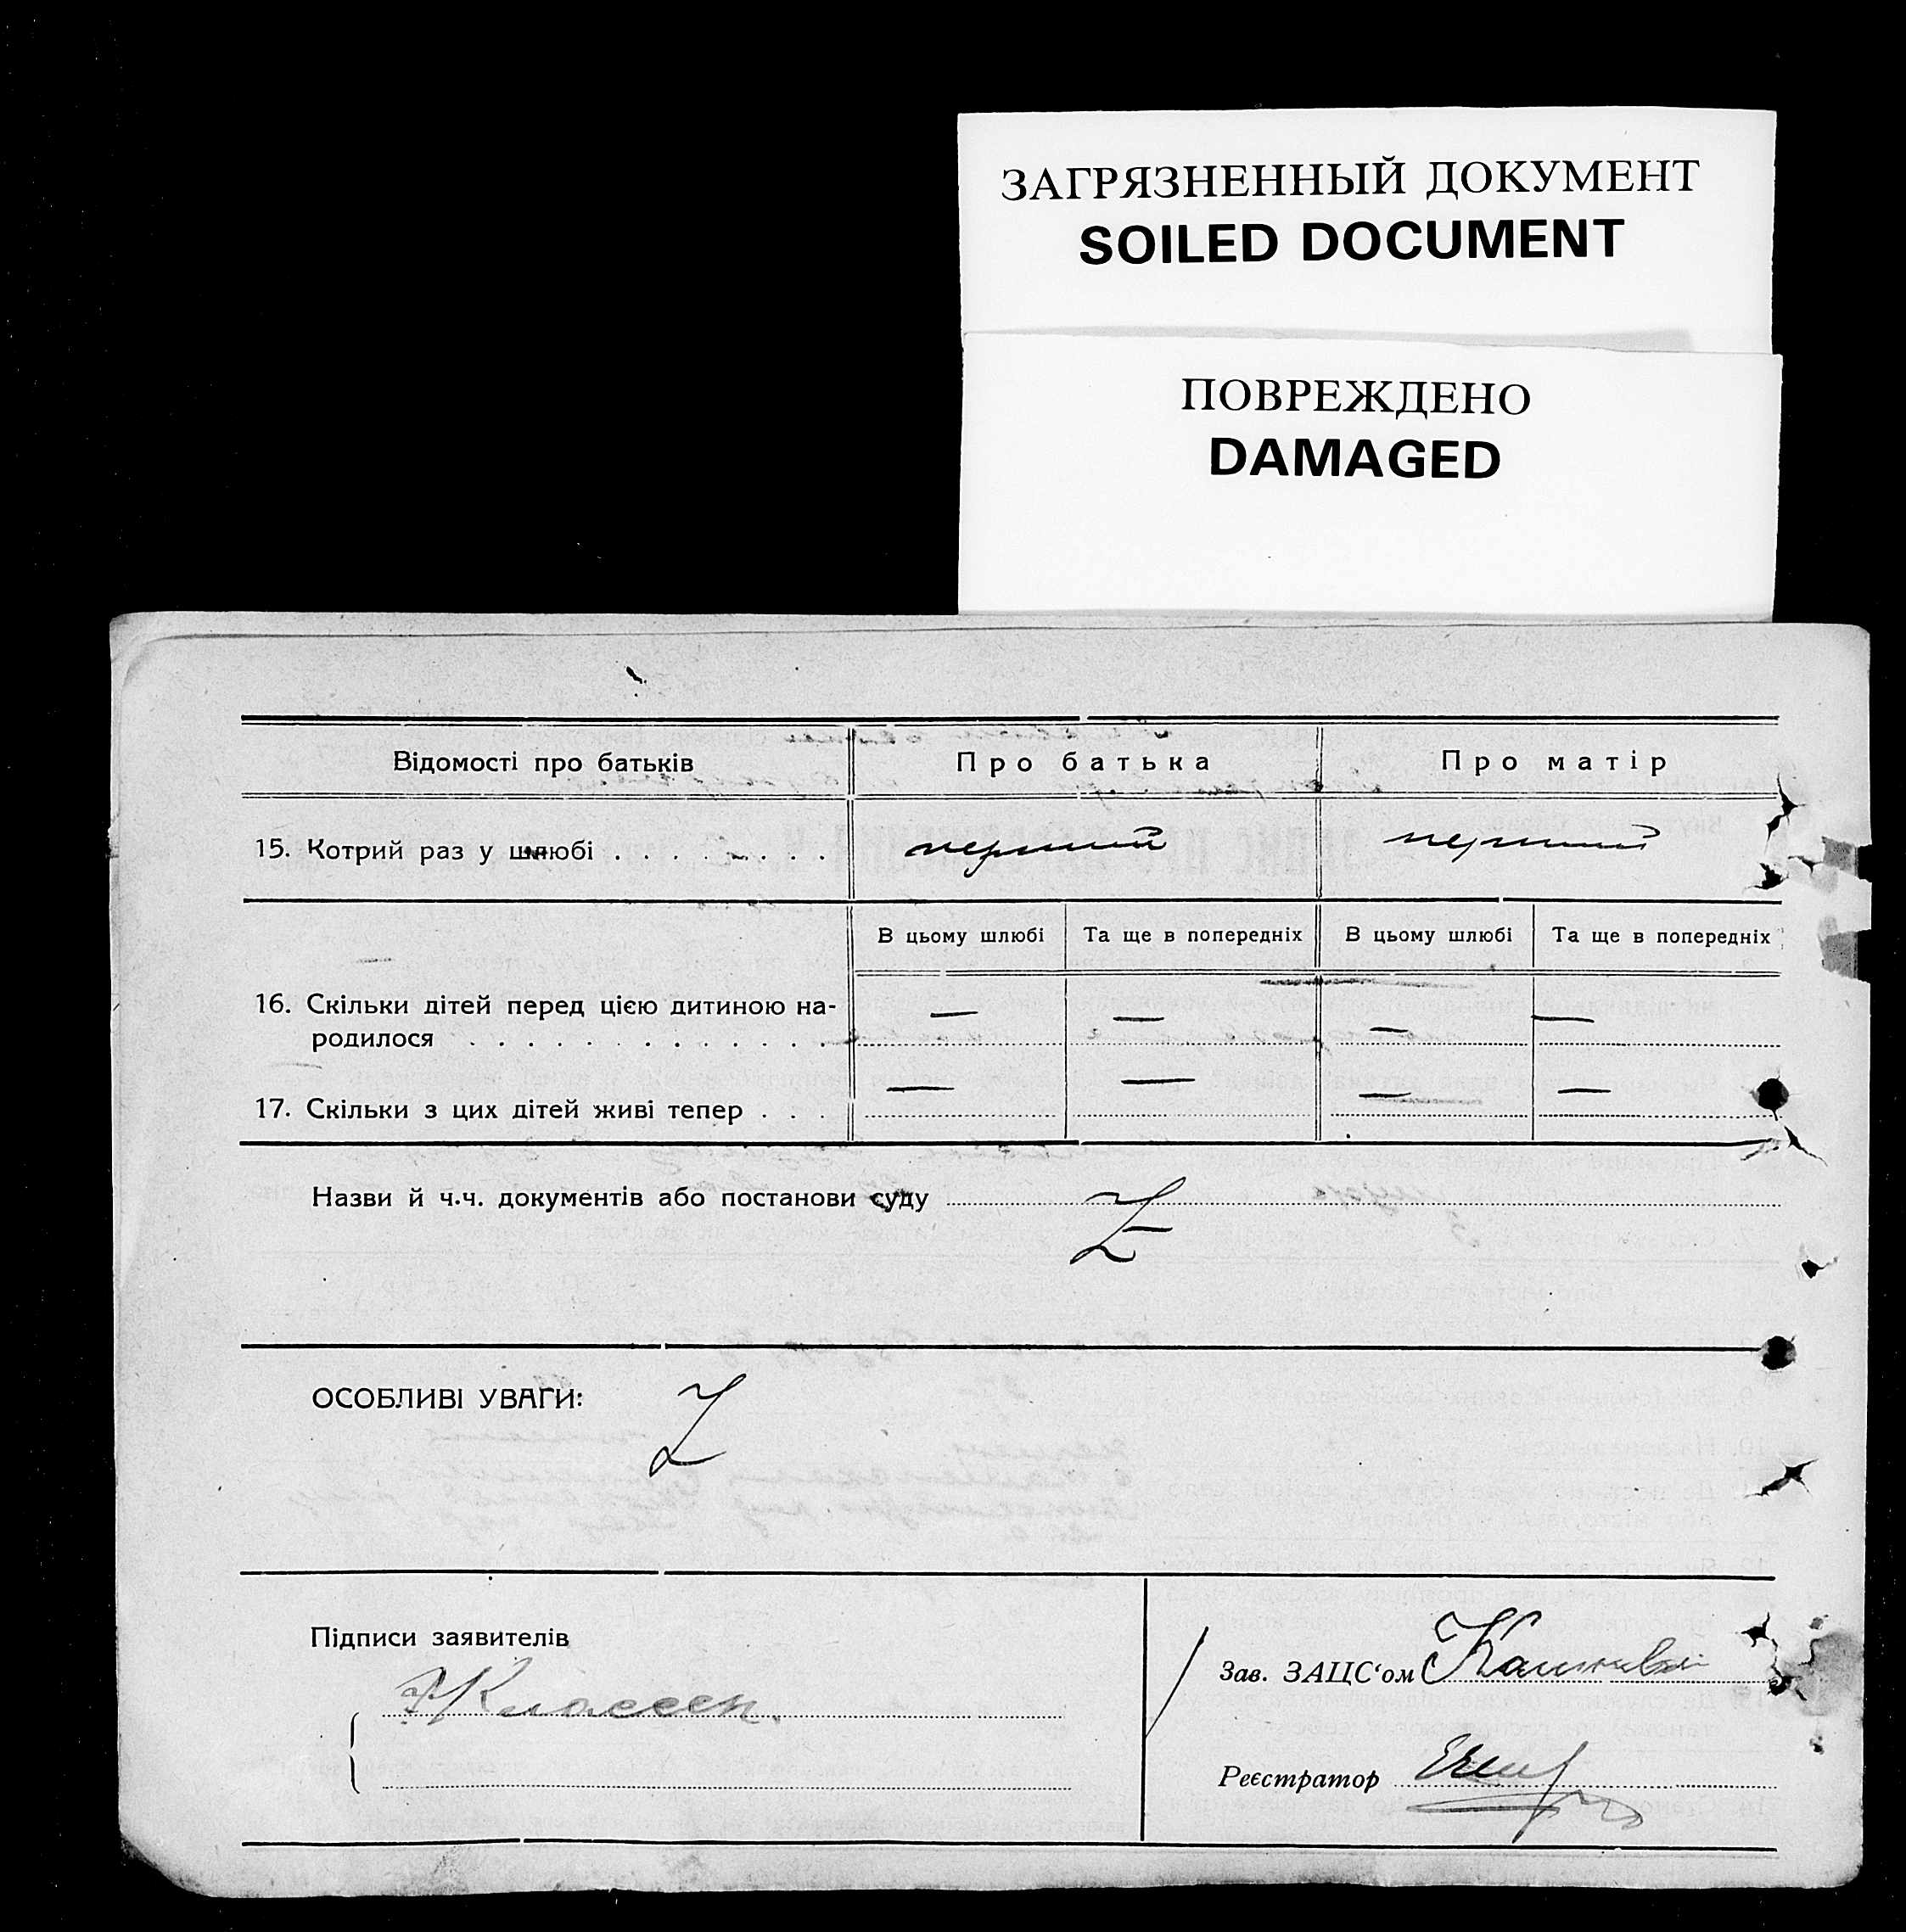 ЗАГРЯЗНЕННЫЙ ДОКУМЕНТ
SOILED DOCUMENT
ПОВРЕЖДЕНО
DAMAGED
Відомості про батьків Про батька Про матір
15. Котрий раз у шлюбі . . . . . . . . перший перший
В цьому шлюбі Та ще в попередніх В цьому шлюбі Та ще в попередніх
16. Скільки дітей перед цією дитиною на-
родилося . . . . . . . . . . . . . — — — —
17. Скільки з цих дітей живі тепер . . . — — — —
Назви й ч.ч. документів або постанови суду Z
ОСОБЛИВІ УВАГИ: Z
Підписи заявителів
Классен.
Зав. ЗАЦС‘ом
Реєстратор